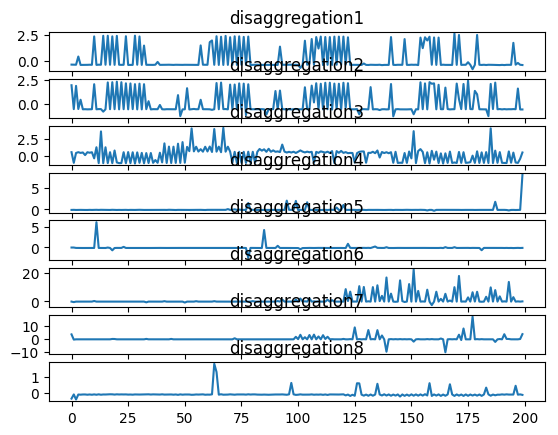 disaggregation1
2.5
0.0
disaggregation2
2.5
0.0
disaggregation3
2.5
0.0
disaggregation4
5
0
disaggregation5
5
0
disaggregation6
20
0
disaggregation7
10
0
−10
disaggregation8
1
0
0 25 50 75 100 125 150 175 200